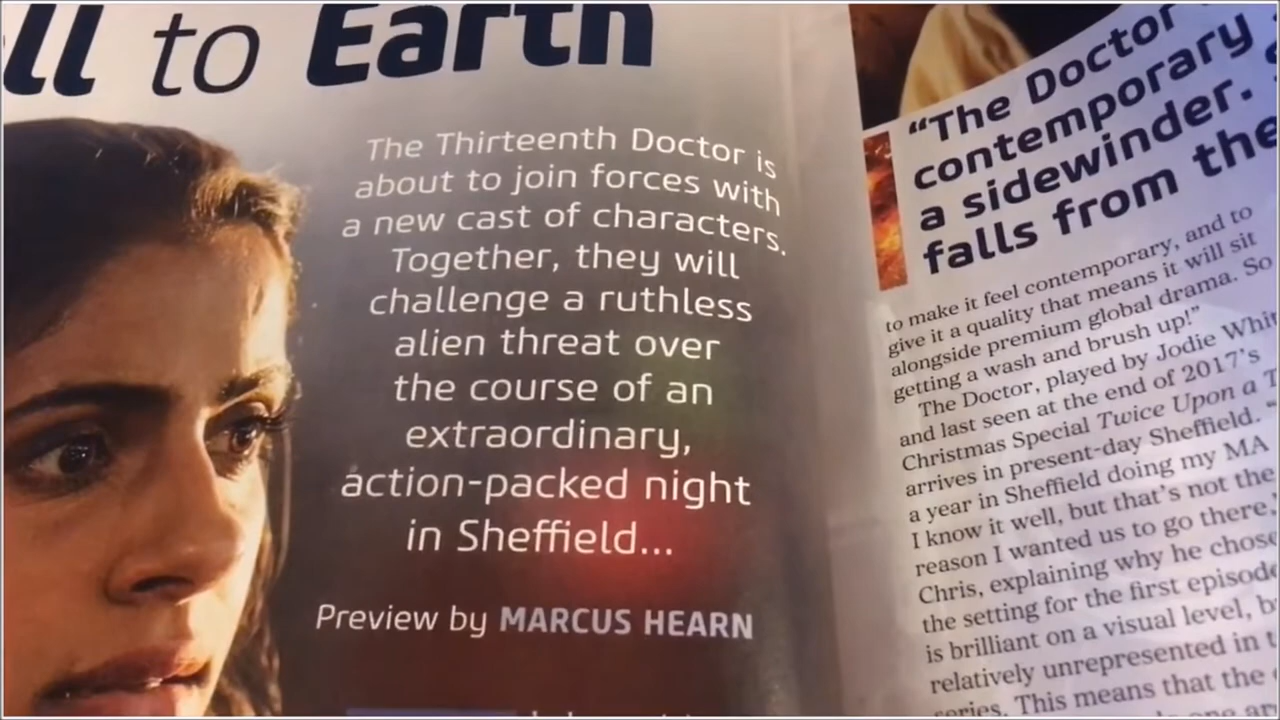 ll to Earth
The Thirteenth Doctor is
about to join forces with
a new cast of characters.
Together, they will
challenge a ruthless
alien threat over
the course of an
extraordinary,
action-packed night
in Sheffield...
Preview by MARCUS HEARN
“The Doctor
contemporary
a sidewinder.
falls from the
to make it feel contemporary, and to
give it a quality that means it will sit
alongside premium global drama. So
getting a wash and brush up!”
The Doctor, played by Jodie Whit
and last seen at the end of 2017’s
Christmas Special Twice Upon a T
arrives in present-day Sheffield. “
a year in Sheffield doing my MA
I know it well, but that’s not the
reason I wanted us to go there,
Chris, explaining why he chose
the setting for the first episode
is brilliant on a visual level, b
relatively unrepresented in t
series. This means that the